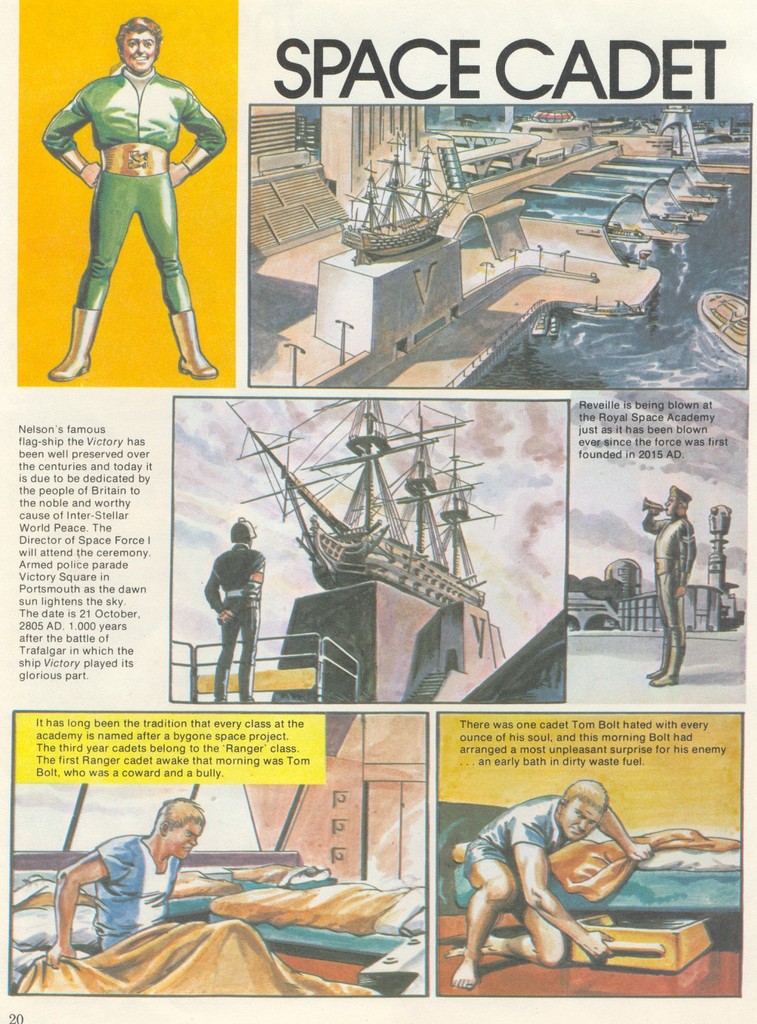 SPACE CADET
V
Nelson's famous
flag-ship the Victory has
been well preserved over
the centuries and today it
is due to be dedicated by
the people of Britain to
the noble and worthy
cause of Inter-Stellar
World Peace. The
Director of Space Force I
will attend the ceremony.
Armed police parade
Victory Square in
Portsmouth as the dawn
sun lightens the sky.
The date is 21 October,
2805 AD. 1.000 years
after the battle of
Trafalgar in which the
ship Victory played its
glorious part.
V
Reveille is being blown at
the Royal Space Academy
just as it has been blown
ever since the force was first
founded in 2015 AD.
It has long been the tradition that every class at the
academy is named after a bygone space project.
The third year cadets belong to the 'Ranger' class.
The first Ranger cadet awake that morning was Tom
Bolt, who was a coward and a bully.
There was one cadet Tom Bolt hated with every
ounce of his soul, and this morning Bolt had
arranged a most unpleasant surprise for his enemy
. . . an early bath in dirty waste fuel.
20